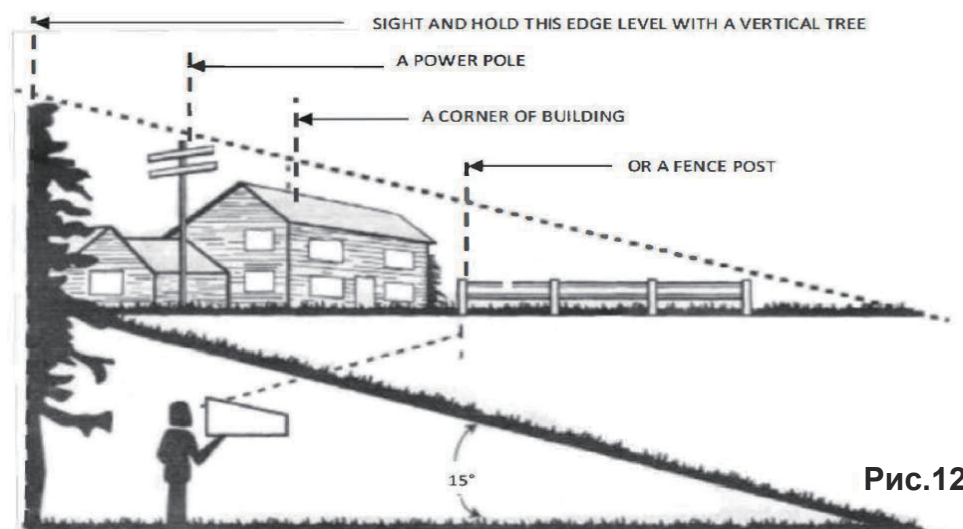 SIGHT AND HOLD THIS EDGE LEVEL WITH A VERTICAL TREE
A POWER POLE
A CORNER OF BUILDING
OR A FENCE POST
15°
Рис.12